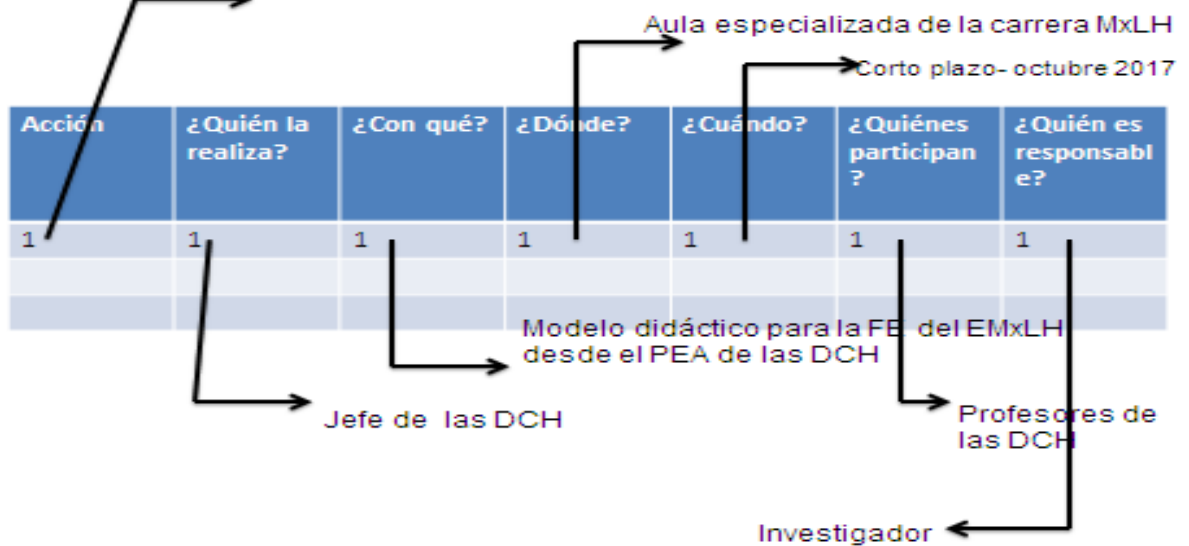 Aula especializada de la carrera MxLH
Corto plazo- octubre 2017
Acción
¿Quién la
realiza?
¿Con qué?
¿Dónde?
¿Cuándo?
¿Quiénes
participan
?
¿Quién es
responsabl
e?
1
1
1
1
1
1
1
Modelo didáctico para la FE del EMxLH
desde el PEA de las DCH
Jefe de las DCH
Profesores de
las DCH
Investigador